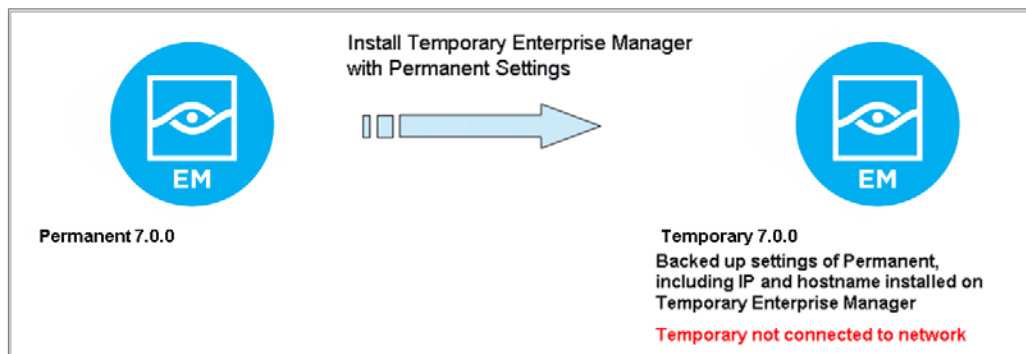 Install Temporary Enterprise Manager
with Permanent Settings
EM
EM
Permanent 7.0.0
Temporary 7.0.0
Backed up settings of Permanent,
including IP and hostname installed on
Temporary Enterprise Manager
Temporary not connected to network